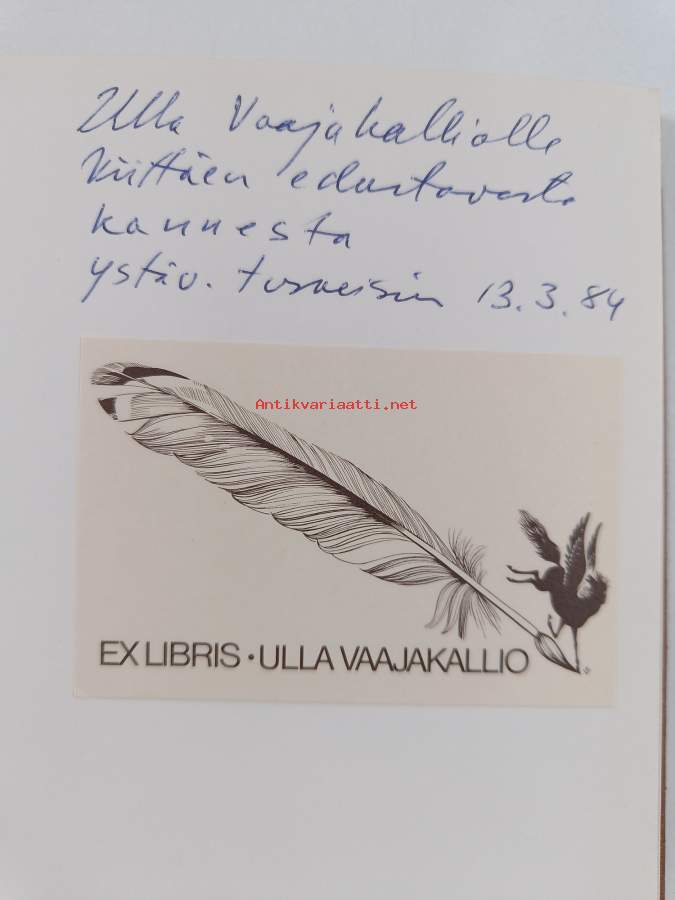 Ulla Vaajakalliolle
kiittäen edustavasta
kannesta
ystäv. terveisin 13.3.84
Antikvariaatti.net
EX LIBRIS · ULLA VAAJAKALLIO